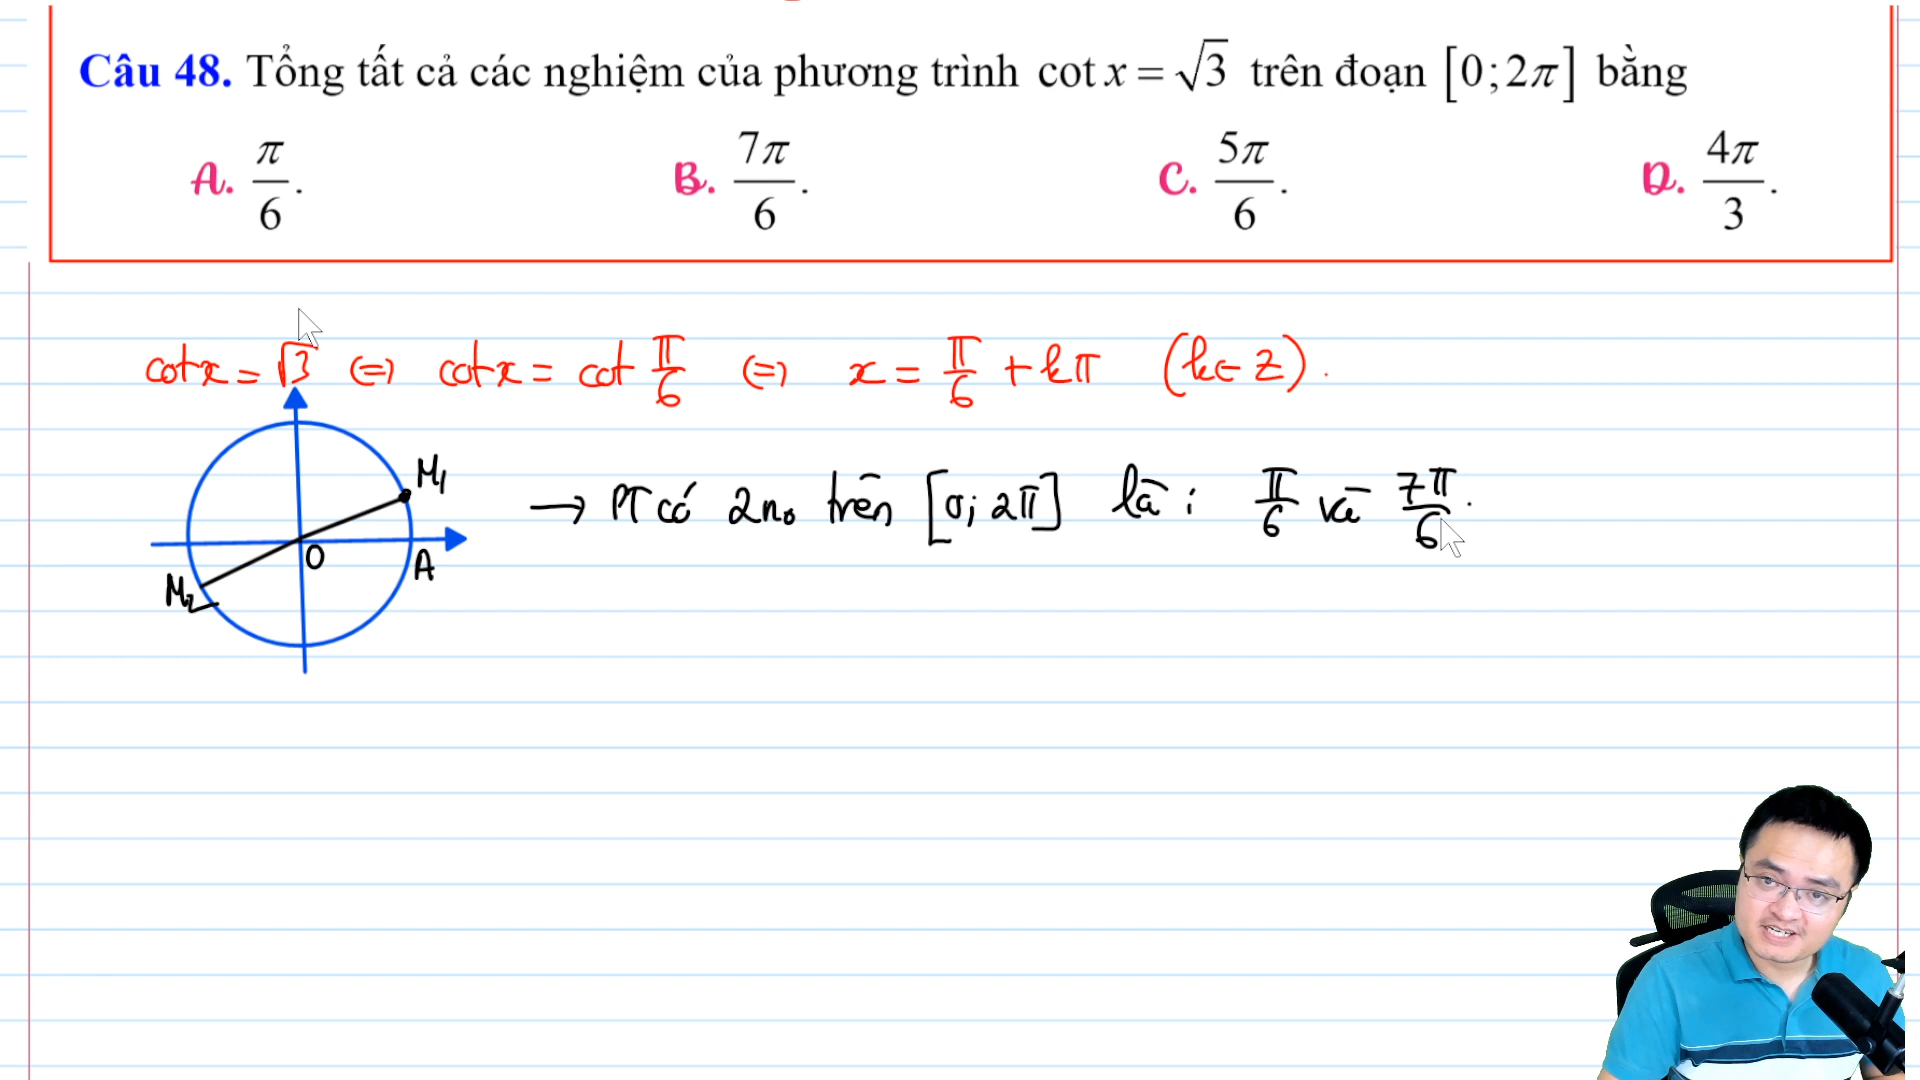 Câu 48. Tổng tất cả các nghiệm của phương trình cot x = √3 trên đoạn [0;2π] bằng
A. π/6. B. 7π/6. C. 5π/6. D. 4π/3.
cotx = √3 ⇔ cotx = cot π/6 ⇔ x = π/6 + kπ (k ∈ Z).
M₁
→ PT có 2n₀ trên [0; 2π] là : π/6 và 7π/6.
O A
M₂